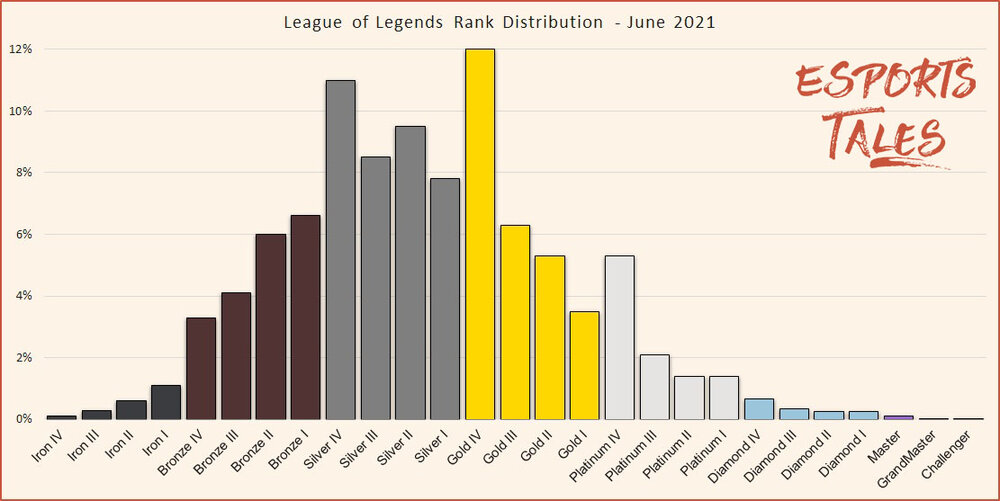 League of Legends Rank Distribution - June 2021
12%
10%
8%
6%
4%
2%
0%
ESPORTS
TALES
Iron IV
Iron III
Iron II
Iron I
Bronze IV
Bronze III
Bronze II
Bronze I
Silver IV
Silver III
Silver II
Silver I
Gold IV
Gold III
Gold II
Gold I
Platinum IV
Platinum III
Platinum II
Platinum I
Diamond IV
Diamond III
Diamond II
Diamond I
Master
GrandMaster
Challenger